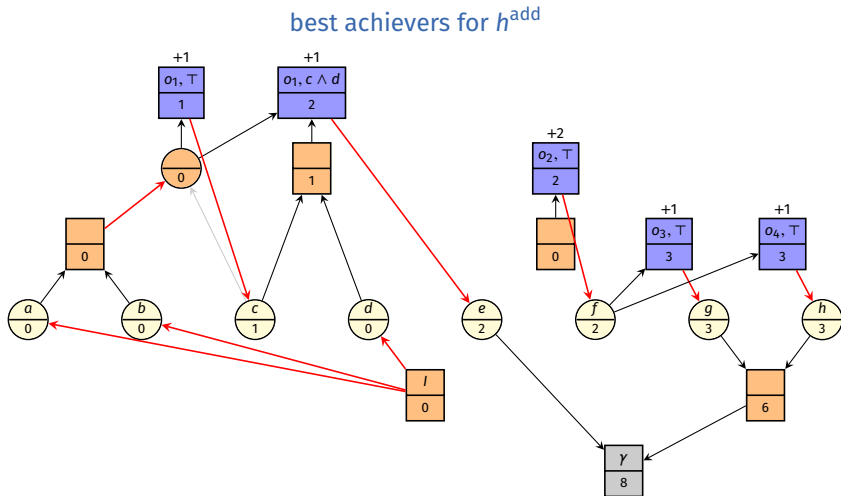 best achievers for h^add
+1 +1
o₁, ⊤ o₁, c ∧ d
1 2
+2
o₂, ⊤
2
0 1
+1 +1
o₃, ⊤ o₄, ⊤
3 3
0 0
a b c d e f g h
0 0 1 0 2 2 3 3
I
0 6
γ
8